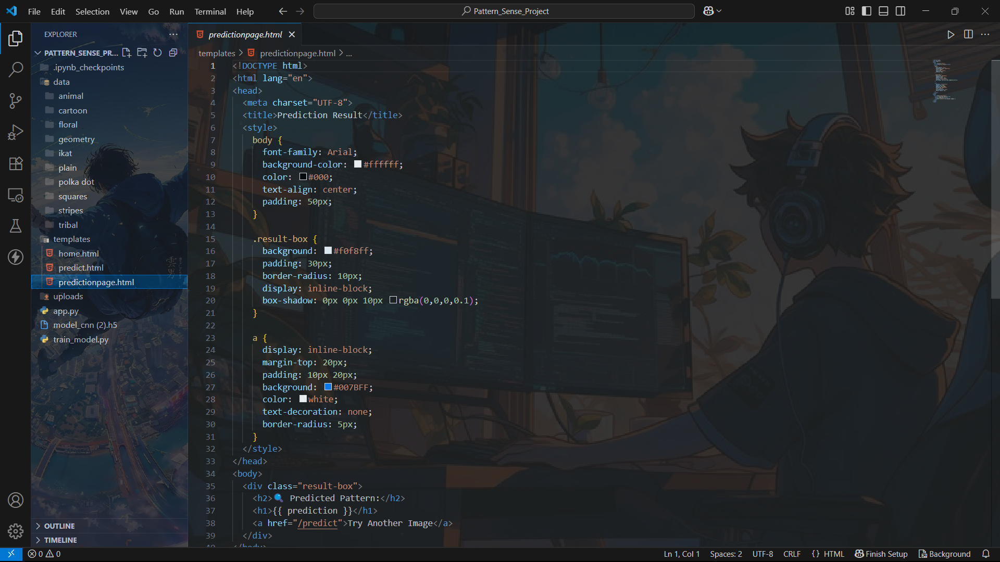 File Edit Selection View Go Run Terminal Help
Pattern_Sense_Project
EXPLORER
PATTERN_SENSE_PR...
.ipynb_checkpoints
data
animal
cartoon
floral
geometry
ikat
plain
polka dot
squares
stripes
tribal
templates
home.html
predict.html
predictionpage.html
uploads
app.py
model_cnn (2).h5
train_model.py
OUTLINE
TIMELINE
predictionpage.html
templates > predictionpage.html > ...
1 <!DOCTYPE html>
2 <html lang="en">
3 <head>
4 <meta charset="UTF-8">
5 <title>Prediction Result</title>
6 <style>
7 body {
8 font-family: Arial;
9 background-color: #ffffff;
10 color: #000;
11 text-align: center;
12 padding: 50px;
13 }
14
15 .result-box {
16 background: #f0f8ff;
17 padding: 30px;
18 border-radius: 10px;
19 display: inline-block;
20 box-shadow: 0px 0px 10px rgba(0,0,0,0.1);
21 }
22
23 a {
24 display: inline-block;
25 margin-top: 20px;
26 padding: 10px 20px;
27 background: #007BFF;
28 color: white;
29 text-decoration: none;
30 border-radius: 5px;
31 }
32 </style>
33 </head>
34 <body>
35 <div class="result-box">
36 <h2>🔍 Predicted Pattern:</h2>
37 <h1>{{ prediction }}</h1>
38 <a href="/predict">Try Another Image</a>
39 </div>
40 </body>
0 0
Ln 1, Col 1 Spaces: 2 UTF-8 CRLF {} HTML Finish Setup Background